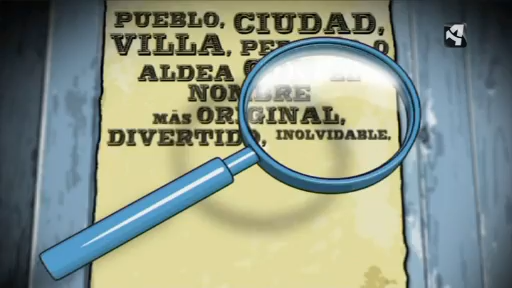 PUEBLO, CIUDAD,
VILLA,
ALDEA
NOMBRE
MÁS ORIGINAL,
DIVERTIDO, INOLVIDABLE.